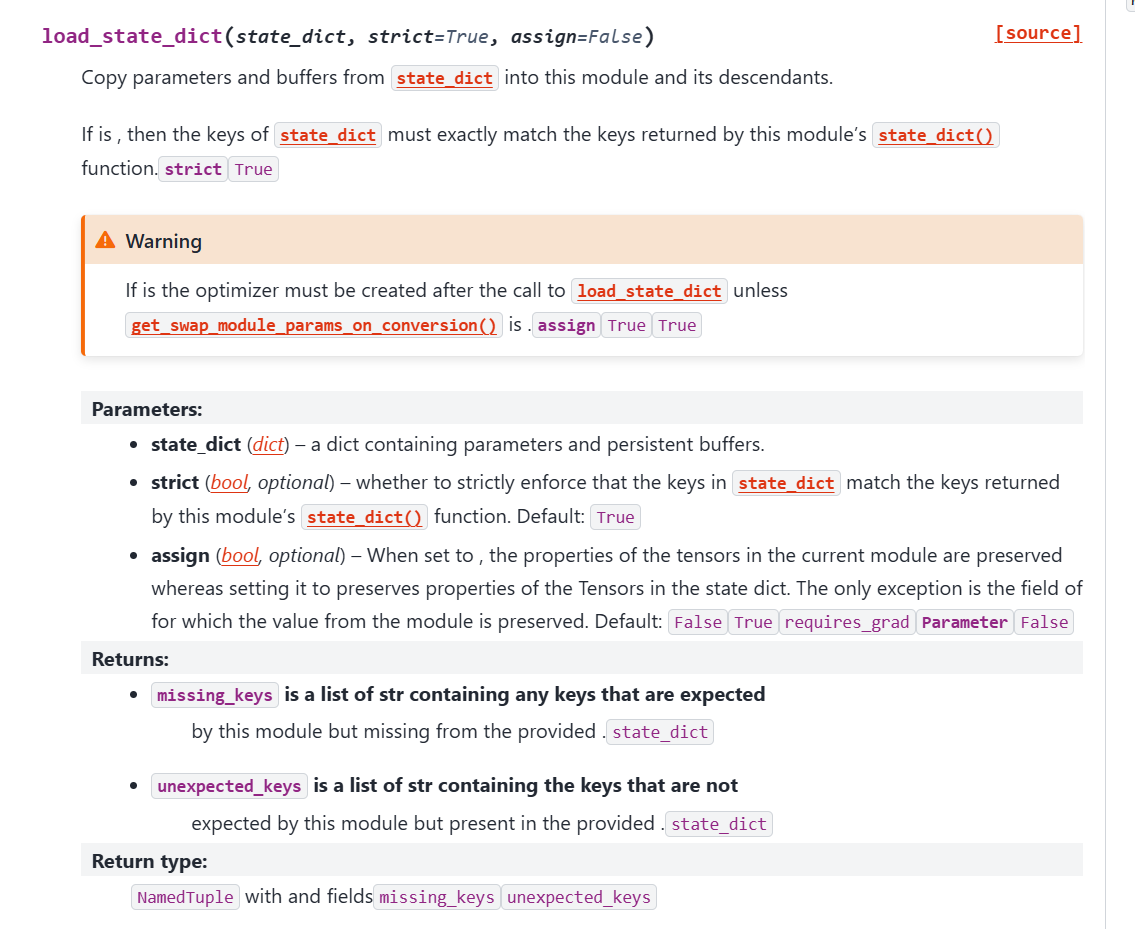 load_state_dict(state_dict, strict=True, assign=False) [source]
Copy parameters and buffers from state_dict into this module and its descendants.
If is , then the keys of state_dict must exactly match the keys returned by this module’s state_dict()
function. strict True
Warning
If is the optimizer must be created after the call to load_state_dict unless
get_swap_module_params_on_conversion() is . assign True True
Parameters:
• state_dict (dict) – a dict containing parameters and persistent buffers.
• strict (bool, optional) – whether to strictly enforce that the keys in state_dict match the keys returned
by this module’s state_dict() function. Default: True
• assign (bool, optional) – When set to , the properties of the tensors in the current module are preserved
whereas setting it to preserves properties of the Tensors in the state dict. The only exception is the field of
for which the value from the module is preserved. Default: False True requires_grad Parameter False
Returns:
• missing_keys is a list of str containing any keys that are expected
by this module but missing from the provided . state_dict
• unexpected_keys is a list of str containing the keys that are not
expected by this module but present in the provided . state_dict
Return type:
NamedTuple with and fields missing_keys unexpected_keys